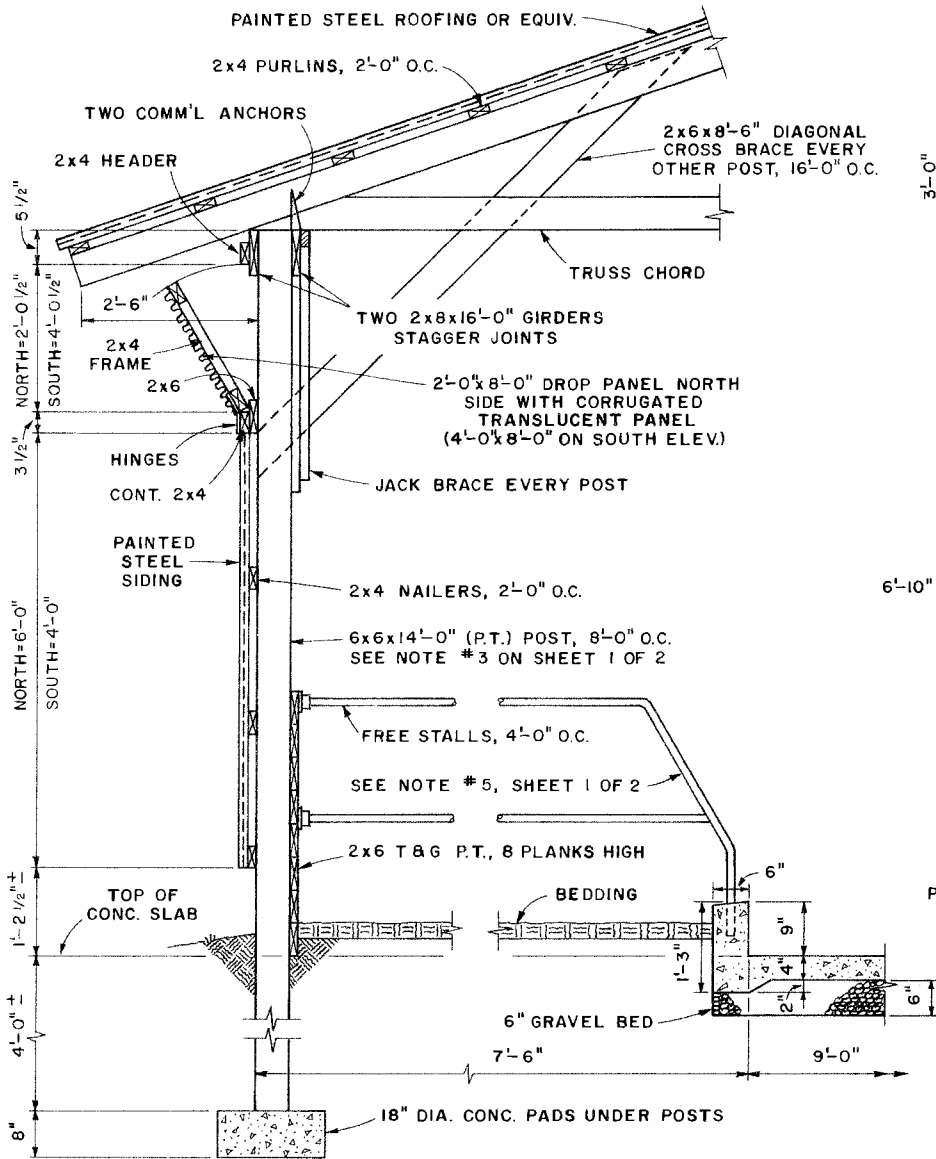 PAINTED STEEL ROOFING OR EQUIV.
2x4 PURLINS, 2'-0" O.C.
TWO COMM'L ANCHORS
2x4 HEADER
2x6x8'-6" DIAGONAL
CROSS BRACE EVERY
OTHER POST, 16'-0" O.C.
3'-0"
5 1/2"
TRUSS CHORD
2'-6"
TWO 2x8x16'-0" GIRDERS
STAGGER JOINTS
NORTH=2'-0 1/2"
SOUTH=4'-0 1/2"
2x4
FRAME
2x6
2'-0"x8'-0" DROP PANEL NORTH
SIDE WITH CORRUGATED
TRANSLUCENT PANEL
(4'-0"x8'-0" ON SOUTH ELEV.)
3 1/2"
HINGES
CONT. 2x4
JACK BRACE EVERY POST
PAINTED
STEEL
SIDING
2x4 NAILERS, 2'-0" O.C.
6'-10"
6x6x14'-0" (P.T.) POST, 8'-0" O.C.
SEE NOTE #3 ON SHEET 1 OF 2
NORTH=6'-0"
SOUTH=4'-0"
FREE STALLS, 4'-0" O.C.
SEE NOTE #5, SHEET 1 OF 2
2x6 T&G P.T., 8 PLANKS HIGH
6"
TOP OF
CONC. SLAB
BEDDING
P
1'-2 1/2" ±
9"
1'-3"
4"
2"
6"
6" GRAVEL BED
4'-0" ±
7'-6"
9'-0"
18" DIA. CONC. PADS UNDER POSTS
8"